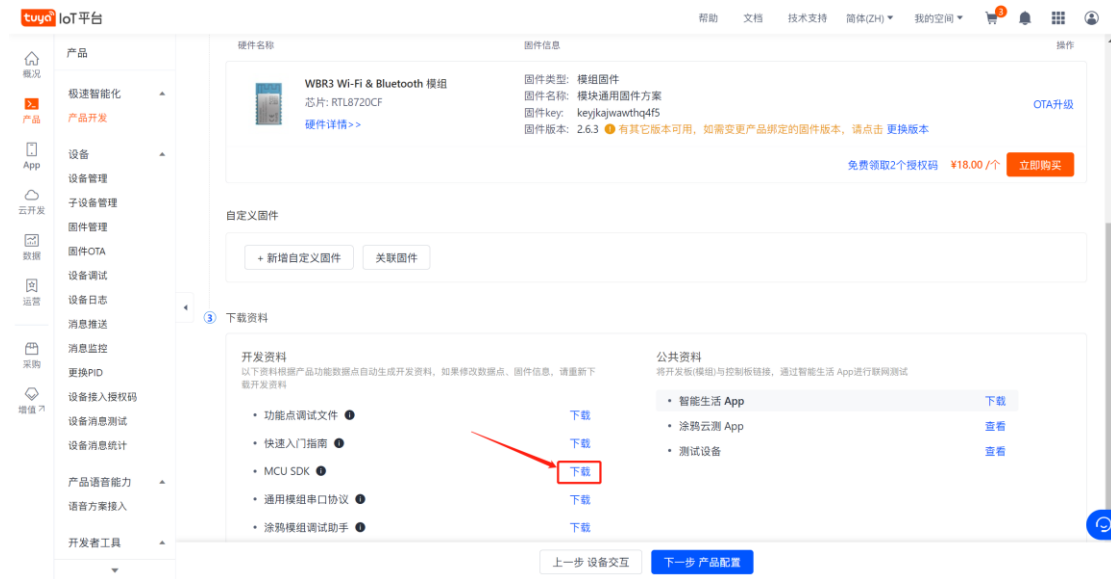 tuya IoT平台
帮助 文档 技术支持 简体(ZH) 我的空间 3
概况
产品
App
云开发
数据
运营
采购
增值
产品
极速智能化
产品开发
设备
设备管理
子设备管理
固件管理
固件OTA
设备调试
设备日志
消息推送
消息监控
更换PID
设备接入授权码
设备消息测试
设备消息统计
产品语音能力
语音方案接入
开发者工具
硬件名称 固件信息 操作
WBR3 Wi-Fi & Bluetooth 模组
芯片: RTL8720CF
硬件详情>>
固件类型: 模组固件
固件名称: 模块通用固件方案
固件key: keyjkajwawthq4f5
固件版本: 2.6.3 有其它版本可用，如需变更产品绑定的固件版本，请点击 更换版本
OTA升级
免费领取2个授权码 ¥18.00 /个 立即购买
自定义固件
+ 新增自定义固件 关联固件
3 下载资料
开发资料
以下资料根据产品功能数据点自动生成开发资料，如果修改数据点、固件信息，请重新下
载开发资料
• 功能点调试文件 下载
• 快速入门指南 下载
• MCU SDK 下载
• 通用模组串口协议 下载
• 涂鸦模组调试助手 下载
公共资料
将开发板(模组)与控制板链接，通过智能生活 App进行联网测试
• 智能生活 App 下载
• 涂鸦云测 App 查看
• 测试设备 查看
上一步 设备交互 下一步 产品配置